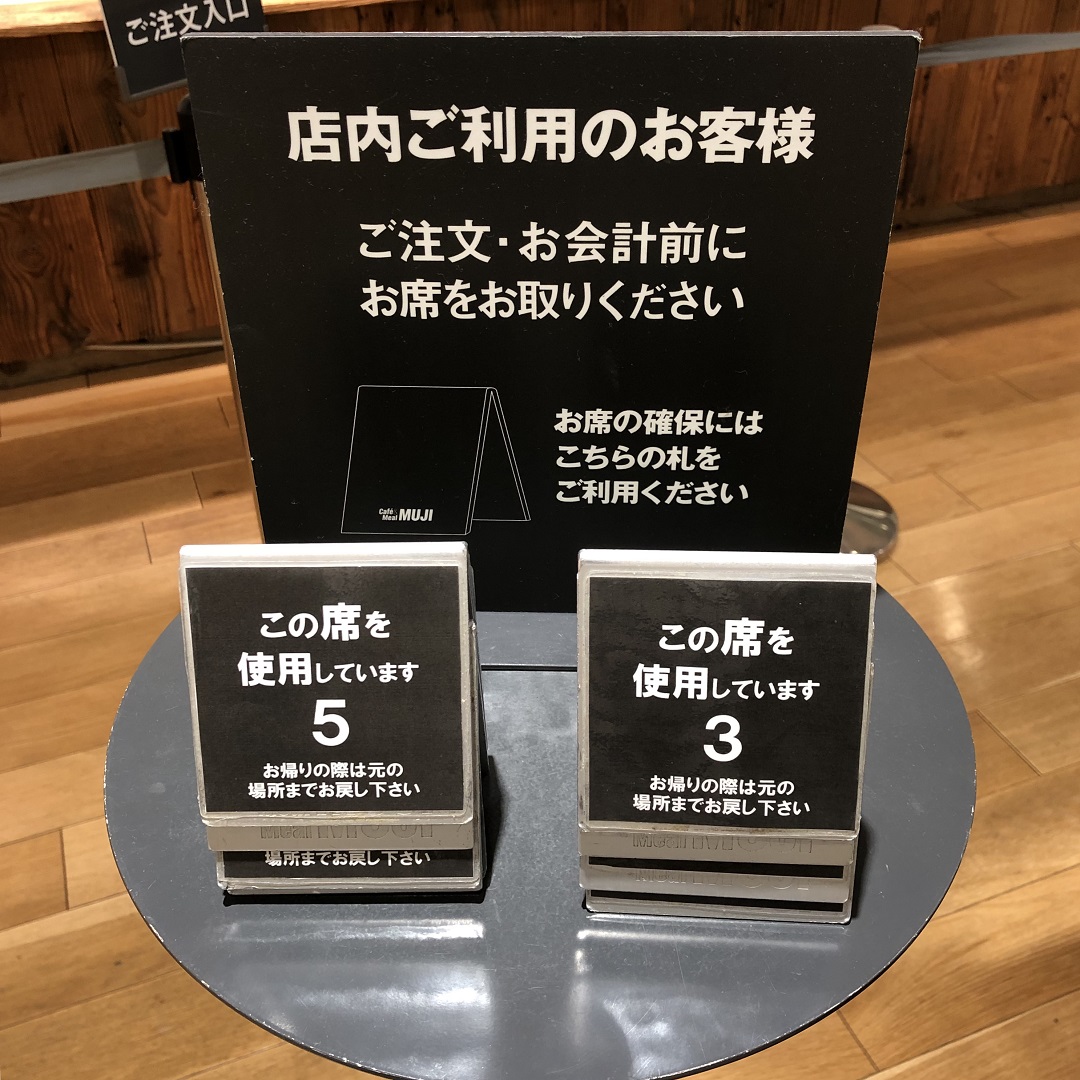 ご注文入口
店内ご利用のお客様
ご注文・お会計前に
お席をお取りください
お席の確保には
こちらの札を
ご利用ください
Café&
Meal MUJI
この席を
使用しています
5
お帰りの際は元の
場所までお戻し下さい
場所までお戻し下さい
この席を
使用しています
3
お帰りの際は元の
場所までお戻し下さい